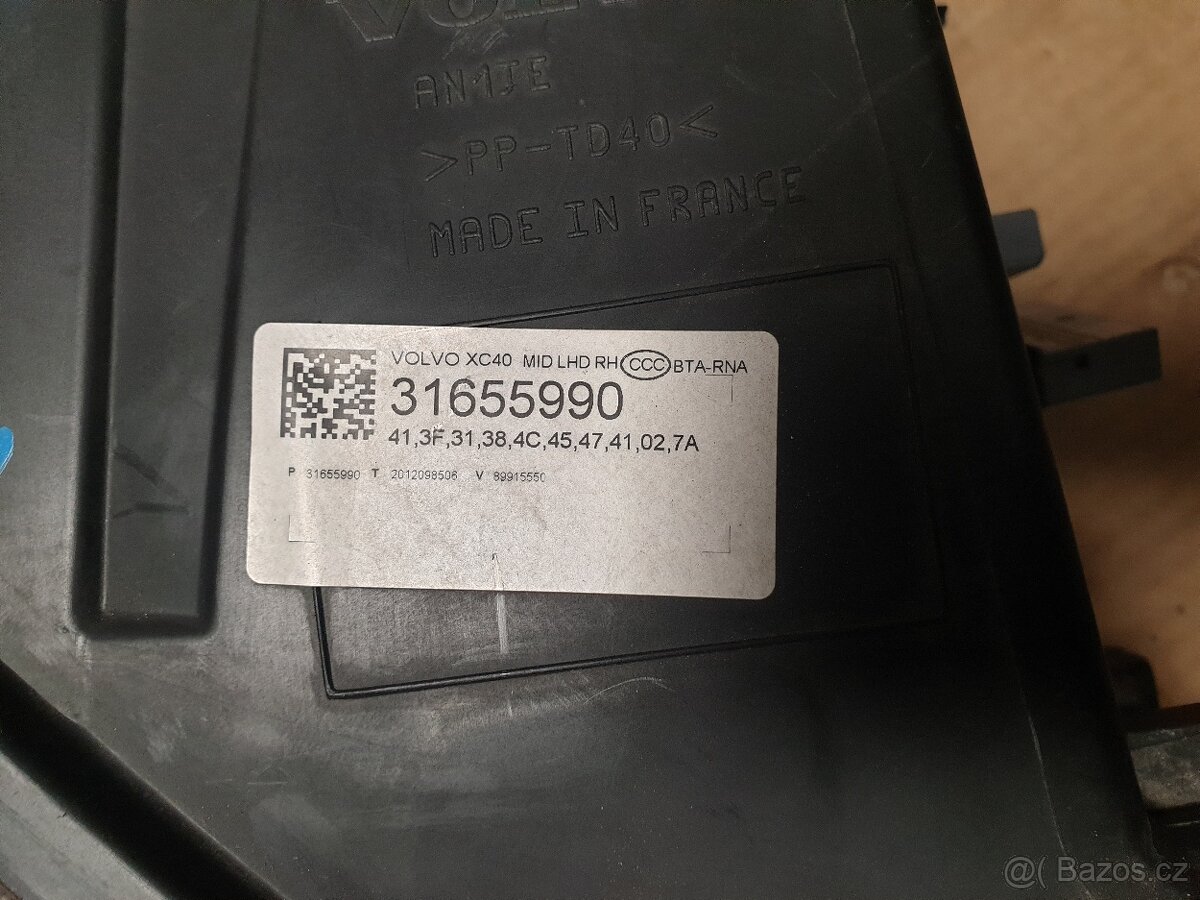 AN1JE
>PP-TD40<
MADE IN FRANCE
VOLVO XC40 MID LHD RH CCC BTA-RNA
31655990
41,3F,31,38,4C,45,47,41,02,7A
P 31655990 T 2012098506 V 89915550
@( Bazos.cz